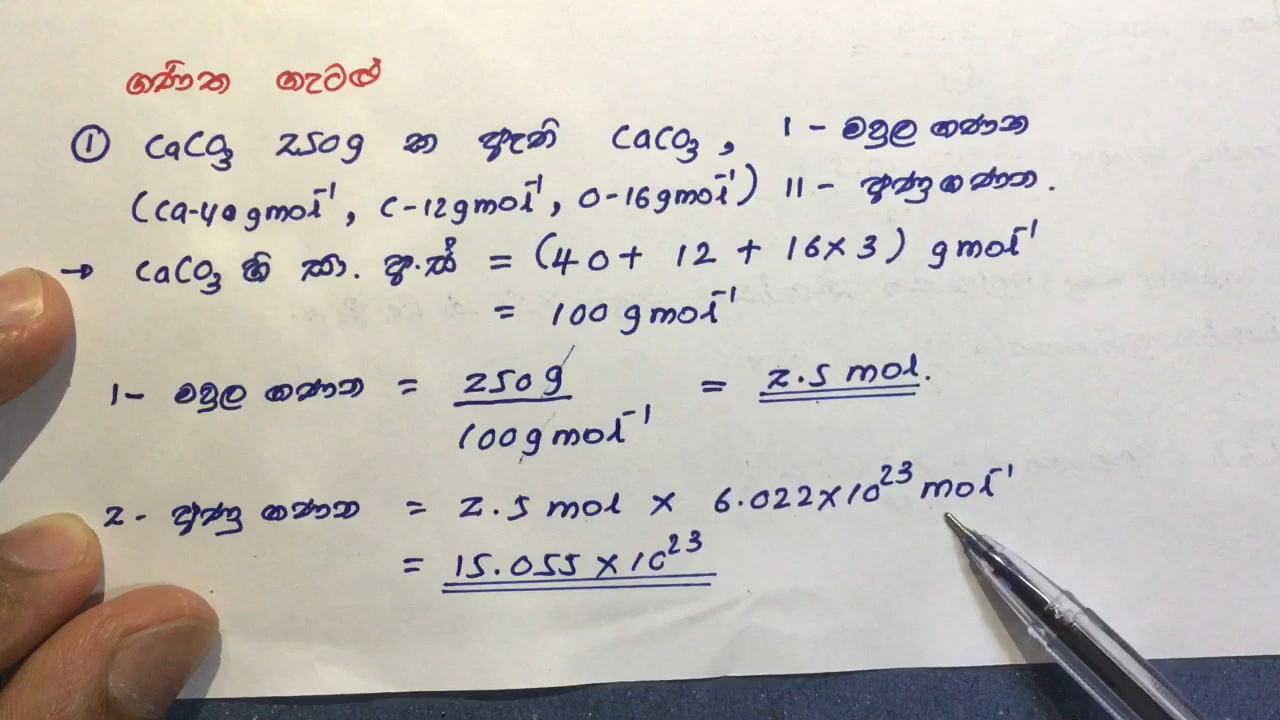 ගණිත ගැටළු
① CaCO₃ 250g ක ඇති CaCO₃, I - මවුල ගණන
(Ca-40gmol⁻¹, C-12gmol⁻¹, O-16gmol⁻¹) II - අණු ගණන.
→ CaCO₃ හි සා. අ.ස් = (40 + 12 + 16×3) gmol⁻¹
= 100 gmol⁻¹
1- මවුල ගණන = 250g / 100gmol⁻¹ = 2.5 mol.
2- අණු ගණන = 2.5 mol × 6.022×10²³ mol⁻¹
= 15.055 ×10²³